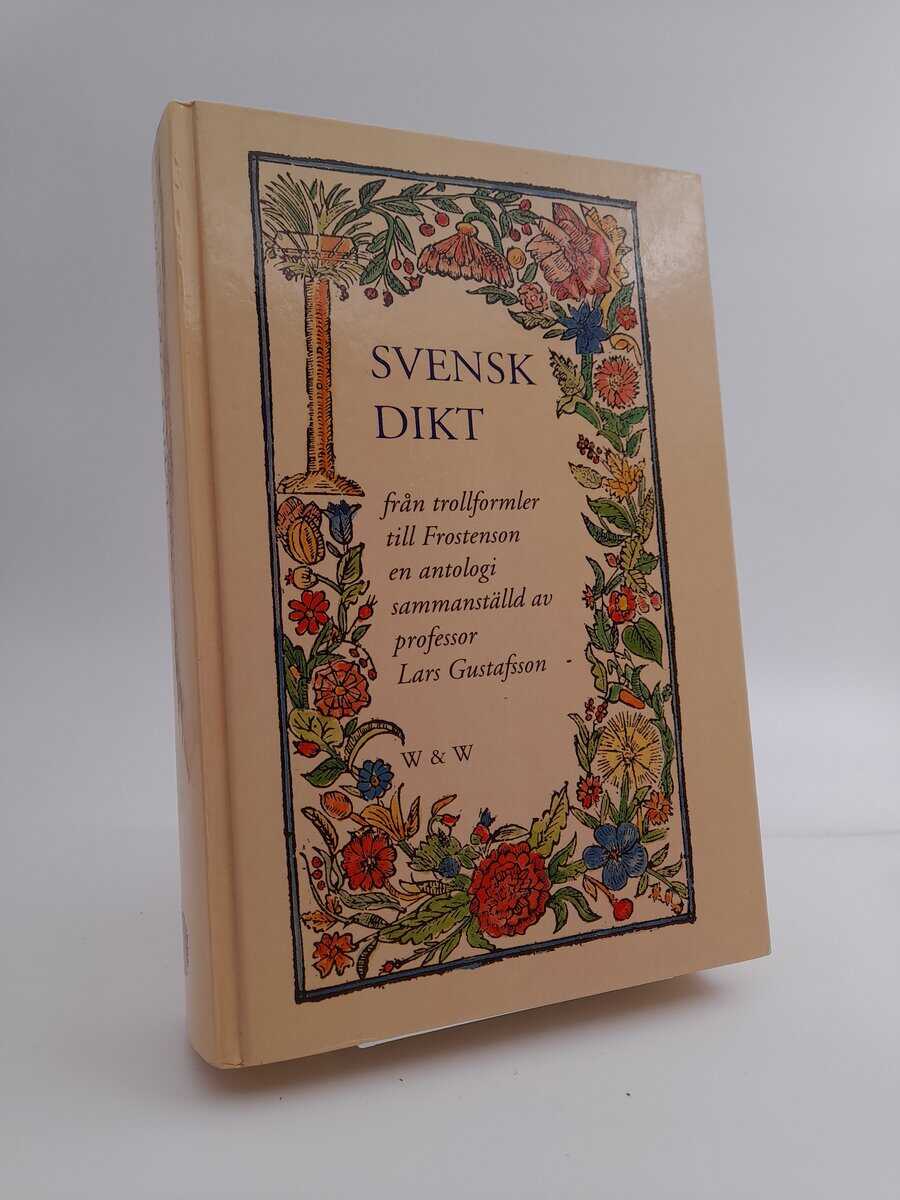 SVENSK
DIKT
från trollformler
till Frostenson
en antologi
sammanställd av
professor
Lars Gustafsson
W & W